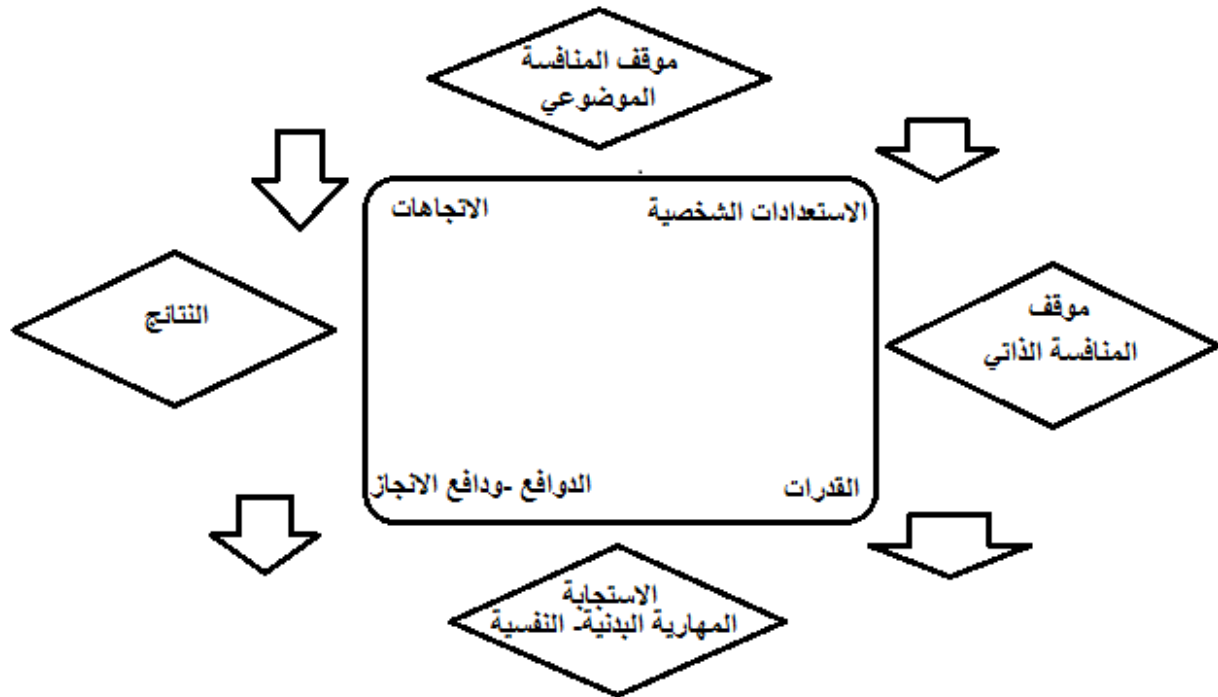 موقف المنافسة
الموضوعي
الاستعدادات الشخصية
الاتجاهات
موقف
المنافسة الذاتي
النتائج
القدرات
الدوافع -ودافع الانجاز
الاستجابة
المهارية البدنية- النفسية